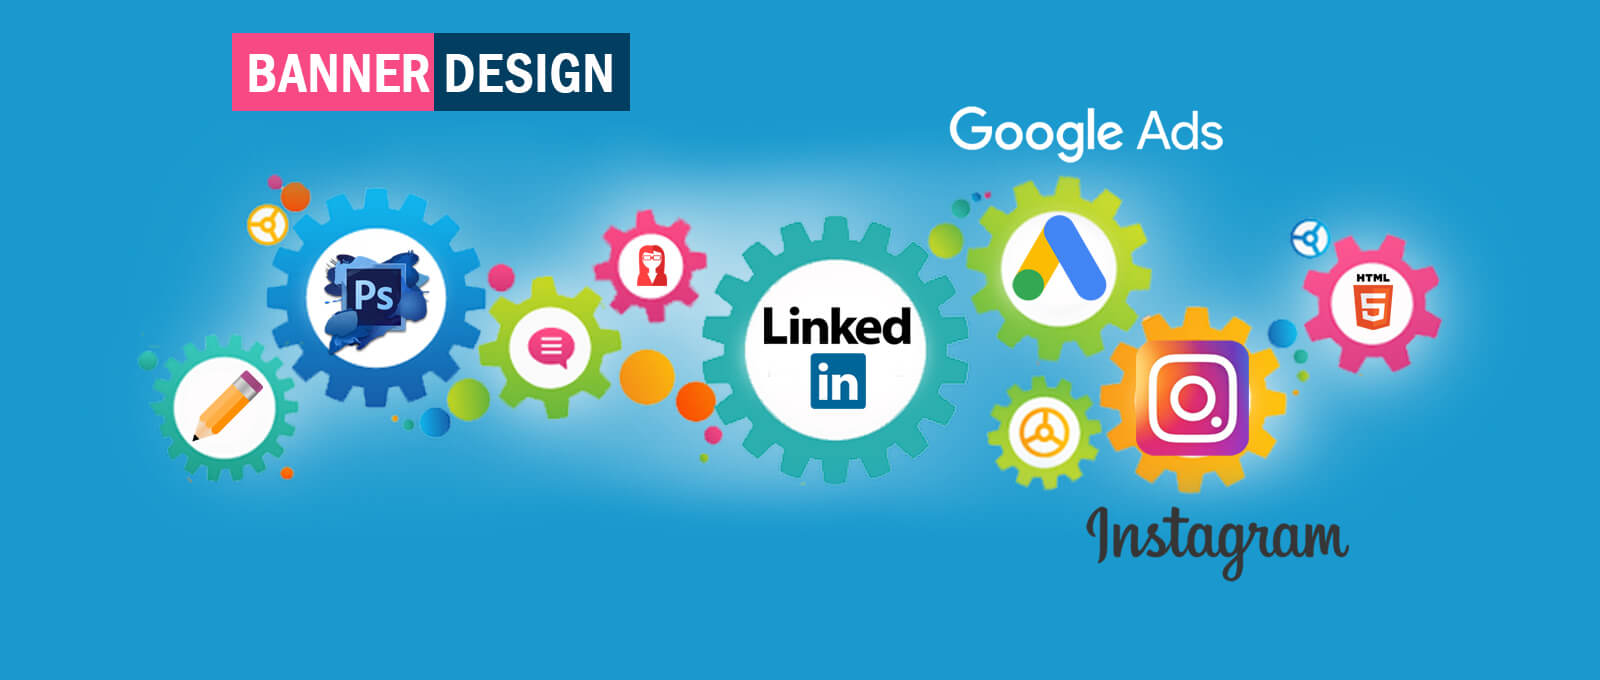 BANNER DESIGN
Google Ads
Ps
Linked
in
HTML
5
Instagram